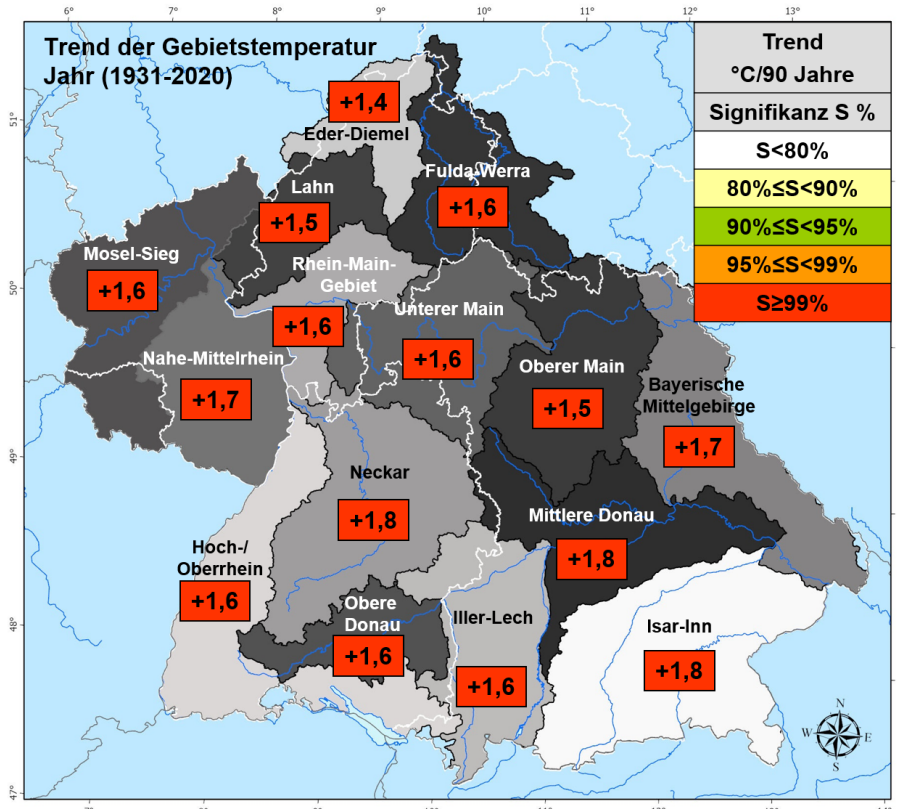 6°
7°
8°
9°
10°
11°
12°
13°
Trend der Gebietstemperatur
Jahr (1931-2020)
Trend
°C/90 Jahre
Signifikanz S %
S<80%
80%≤S<90%
90%≤S<95%
95%≤S<99%
S≥99%
51°
50°
49°
48°
47°
+1,4
Eder-Diemel
Fulda-Werra
+1,6
Lahn
+1,5
Mosel-Sieg
+1,6
Rhein-Main-
Gebiet
+1,6
Unterer Main
+1,6
Nahe-Mittelrhein
+1,7
Oberer Main
+1,5
Bayerische
Mittelgebirge
+1,7
Neckar
+1,8
Mittlere Donau
+1,8
Hoch-/
Oberrhein
+1,6
Obere
Donau
+1,6
Iller-Lech
+1,6
Isar-Inn
+1,8
N
W
E
S